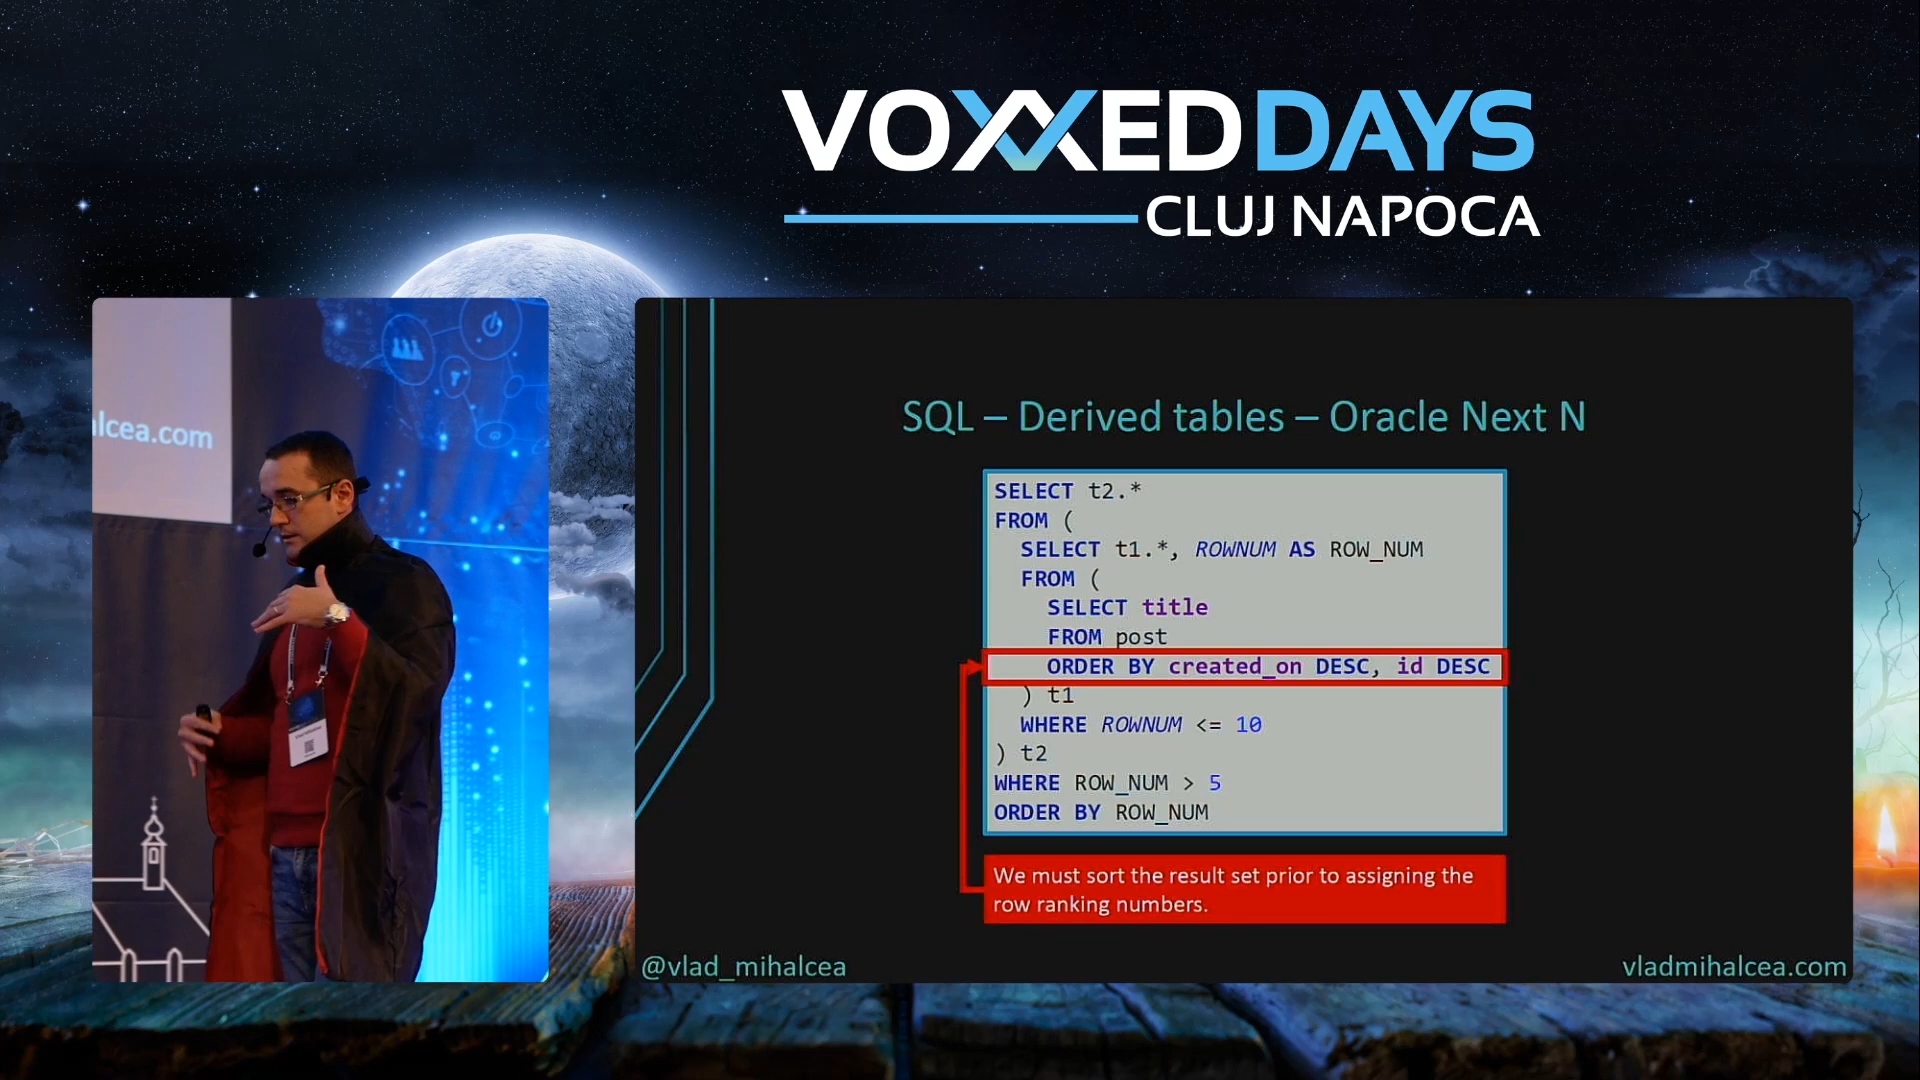 VOXXEDDAYS
CLUJ NAPOCA
lcea.com
SQL – Derived tables – Oracle Next N
SELECT t2.*
FROM (
SELECT t1.*, ROWNUM AS ROW_NUM
FROM (
SELECT title
FROM post
ORDER BY created_on DESC, id DESC
) t1
WHERE ROWNUM <= 10
) t2
WHERE ROW_NUM > 5
ORDER BY ROW_NUM
We must sort the result set prior to assigning the
row ranking numbers.
@vlad_mihalcea
vladmihalcea.com